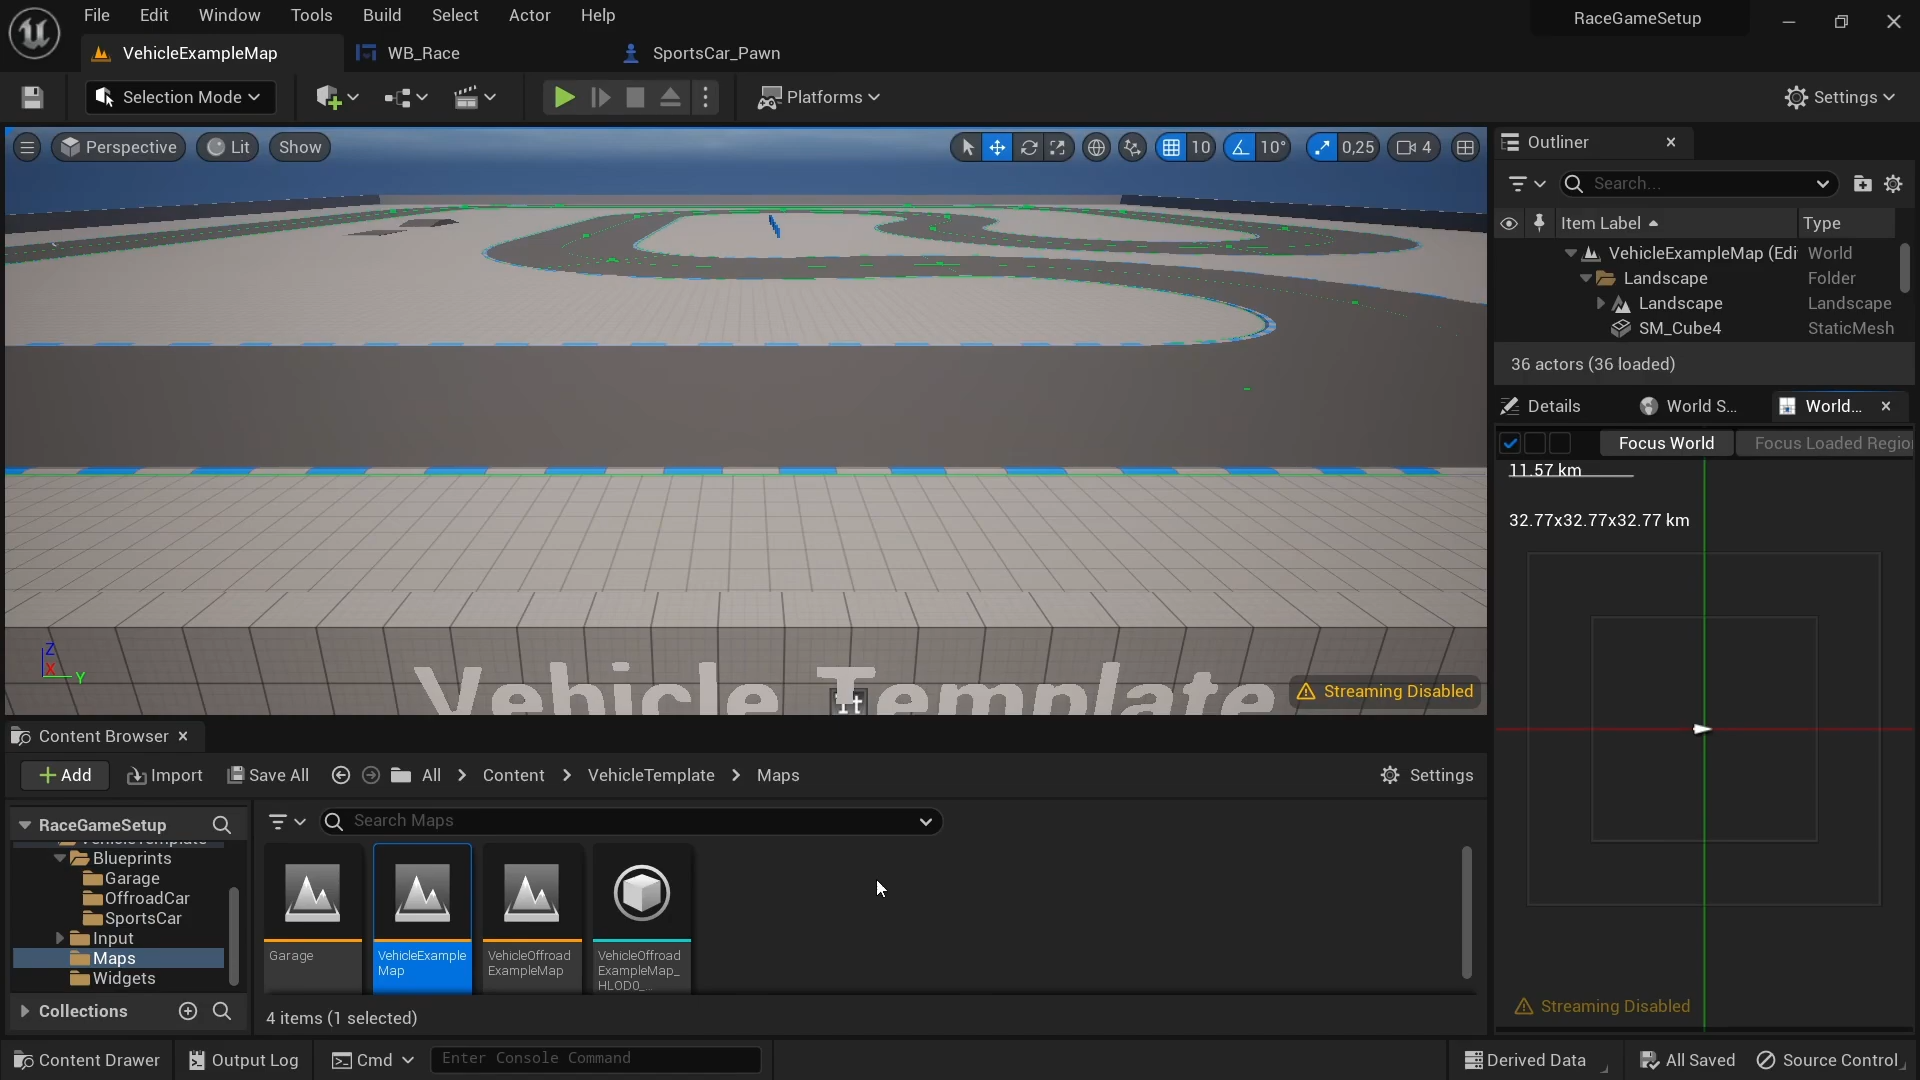 File Edit Window Tools Build Select Actor Help
RaceGameSetup
VehicleExampleMap
WB_Race
SportsCar_Pawn
Selection Mode
Platforms
Settings
Perspective
Lit
Show
10
10°
0,25
4
Vehicle Template
Streaming Disabled
Z
X
Y
Outliner
Search...
Item Label
Type
VehicleExampleMap (Edi World
Landscape Folder
Landscape Landscape
SM_Cube4 StaticMesh
36 actors (36 loaded)
Details
World S...
World...
Focus World
Focus Loaded Regio
11.57 km
32.77x32.77x32.77 km
Streaming Disabled
Content Browser
Add
Import
Save All
All
Content
VehicleTemplate
Maps
Settings
RaceGameSetup
VehicleTemplate
Blueprints
Garage
OffroadCar
SportsCar
Input
Maps
Widgets
Collections
Search Maps
Garage
VehicleExample
Map
VehicleOffroad
ExampleMap
VehicleOffroad
ExampleMap_
HLOD0_...
4 items (1 selected)
Content Drawer
Output Log
Cmd
Enter Console Command
Derived Data
All Saved
Source Control